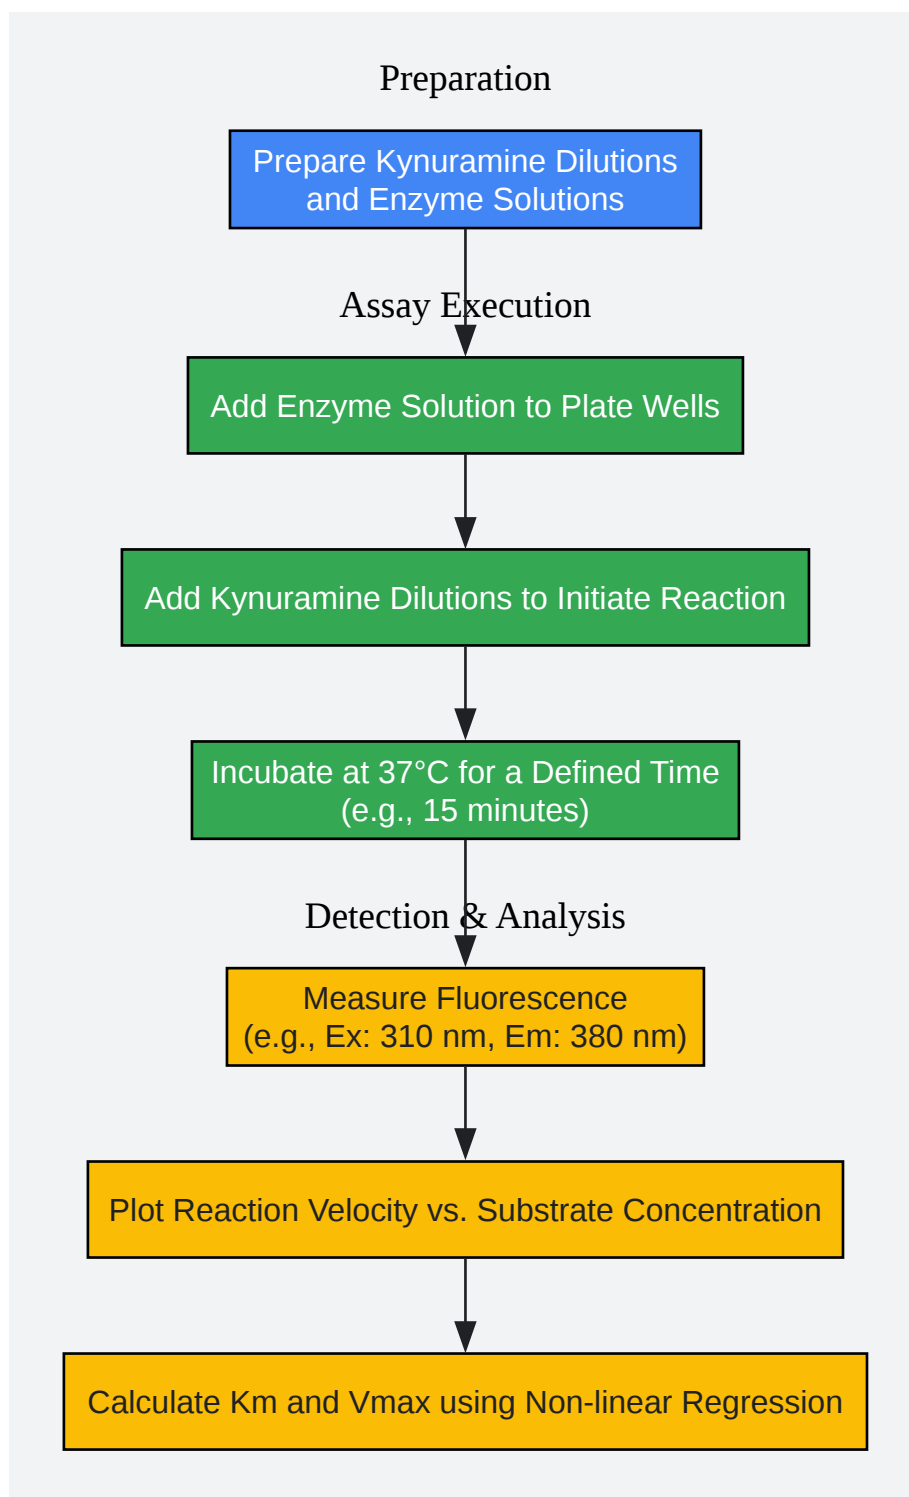 Preparation
Prepare Kynuramine Dilutions
and Enzyme Solutions
Assay Execution
Add Enzyme Solution to Plate Wells
Add Kynuramine Dilutions to Initiate Reaction
Incubate at 37°C for a Defined Time
(e.g., 15 minutes)
Detection & Analysis
Measure Fluorescence
(e.g., Ex: 310 nm, Em: 380 nm)
Plot Reaction Velocity vs. Substrate Concentration
Calculate Km and Vmax using Non-linear Regression